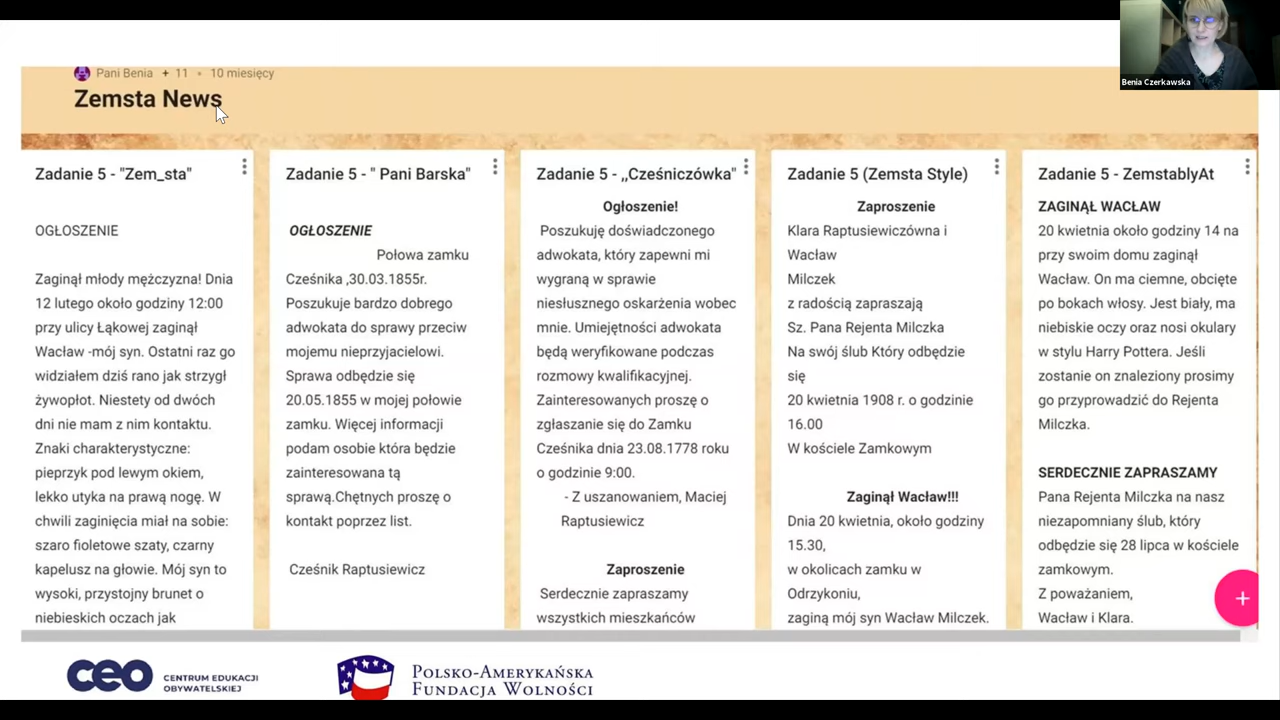 Benia Czerkawska
Pani Benia + 11 • 10 miesięcy
Zemsta News
Zadanie 5 - "Zem_sta"
OGŁOSZENIE
Zaginął młody mężczyzna! Dnia
12 lutego około godziny 12:00
przy ulicy Łąkowej zaginął
Wacław -mój syn. Ostatni raz go
widziałem dziś rano jak strzygł
żywopłot. Niestety od dwóch
dni nie mam z nim kontaktu.
Znaki charakterystyczne:
pieprzyk pod lewym okiem,
lekko utyka na prawą nogę. W
chwili zaginięcia miał na sobie:
szaro fioletowe szaty, czarny
kapelusz na głowie. Mój syn to
wysoki, przystojny brunet o
niebieskich oczach jak
Zadanie 5 - " Pani Barska"
OGŁOSZENIE
Połowa zamku
Cześnika ,30.03.1855r.
Poszukuje bardzo dobrego
adwokata do sprawy przeciw
mojemu nieprzyjacielowi.
Sprawa odbędzie się
20.05.1855 w mojej połowie
zamku. Więcej informacji
podam osobie która będzie
zainteresowana tą
sprawą.Chętnych proszę o
kontakt poprzez list.
Cześnik Raptusiewicz
Zadanie 5 - ,,Cześniczówka"
Ogłoszenie!
Poszukuję doświadczonego
adwokata, który zapewni mi
wygraną w sprawie
niesłusznego oskarżenia wobec
mnie. Umiejętności adwokata
będą weryfikowane podczas
rozmowy kwalifikacyjnej.
Zainteresowanych proszę o
zgłaszanie się do Zamku
Cześnika dnia 23.08.1778 roku
o godzinie 9:00.
- Z uszanowaniem, Maciej
Raptusiewicz
Zaproszenie
Serdecznie zapraszamy
wszystkich mieszkańców
Zadanie 5 (Zemsta Style)
Zaproszenie
Klara Raptusiewiczówna i
Wacław
Milczek
z radością zapraszają
Sz. Pana Rejenta Milczka
Na swój ślub Który odbędzie
się
20 kwietnia 1908 r. o godzinie
16.00
W kościele Zamkowym
Zaginął Wacław!!!
Dnia 20 kwietnia, około godziny
15.30,
w okolicach zamku w
Odrzykoniu,
zaginą mój syn Wacław Milczek.
Zadanie 5 - ZemstablyAt
ZAGINĄŁ WACŁAW
20 kwietnia około godziny 14 na
przy swoim domu zaginął
Wacław. On ma ciemne, obcięte
po bokach włosy. Jest biały, ma
niebiskie oczy oraz nosi okulary
w stylu Harry Pottera. Jeśli
zostanie on znaleziony prosimy
go przyprowadzić do Rejenta
Milczka.
SERDECZNIE ZAPRASZAMY
Pana Rejenta Milczka na nasz
niezapomniany ślub, który
odbędzie się 28 lipca w kościele
zamkowym.
Z poważaniem,
Wacław i Klara.
+
ceo CENTRUM EDUKACJI
OBYWATELSKIEJ
POLSKO-AMERYKAŃSKA
FUNDACJA WOLNOŚCI